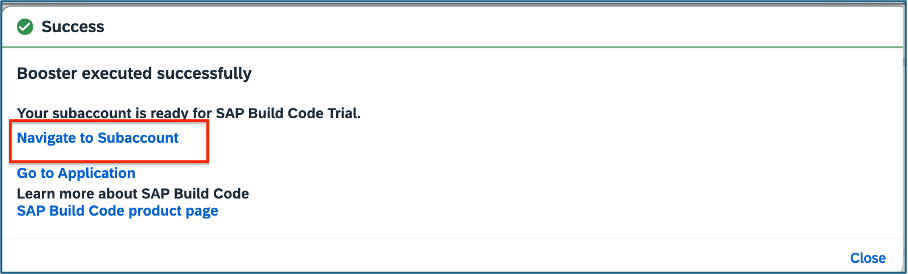 Success
Booster executed successfully
Your subaccount is ready for SAP Build Code Trial.
Navigate to Subaccount
Go to Application
Learn more about SAP Build Code
SAP Build Code product page
Close